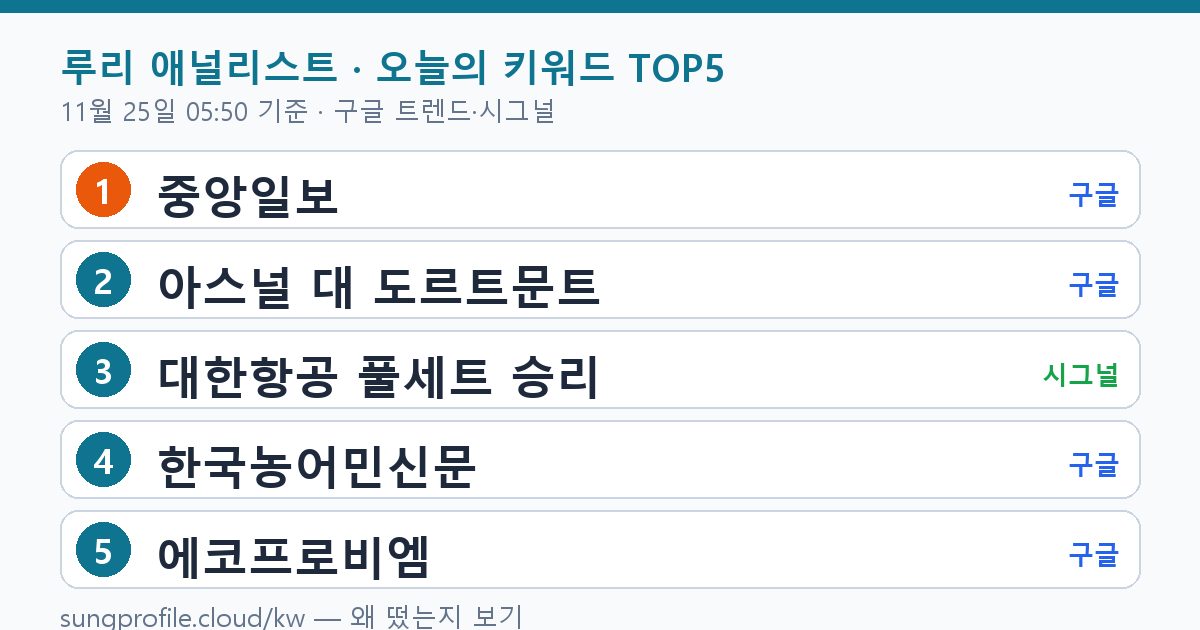 루리 애널리스트 · 오늘의 키워드 TOP5
11월 25일 05:50 기준 · 구글 트렌드·시그널
1 중앙일보 구글
2 아스널 대 도르트문트 구글
3 대한항공 풀세트 승리 시그널
4 한국농어민신문 구글
5 에코프로비엠 구글
sungprofile.cloud/kw — 왜 떴는지 보기